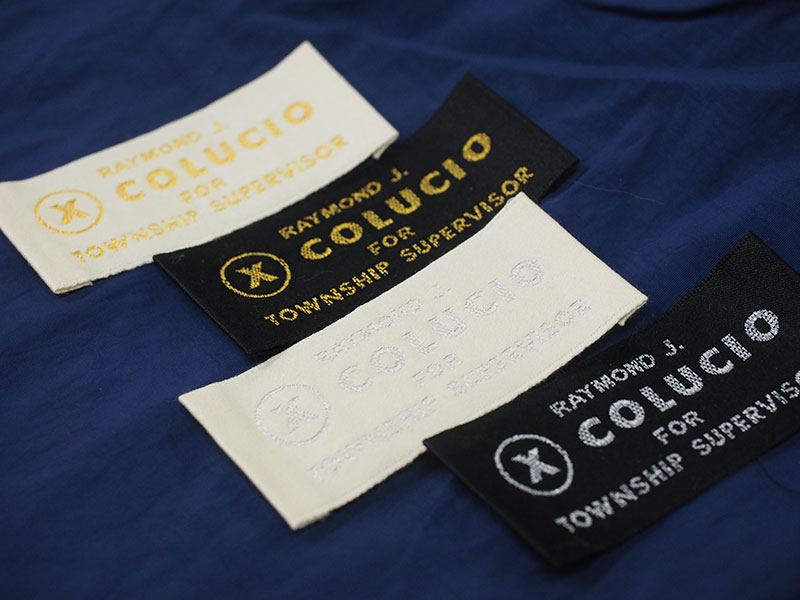 RAYMOND J.
COLUCIO
FOR
X
TOWNSHIP SUPERVISOR
RAYMOND J.
COLUCIO
FOR
X
TOWNSHIP SUPERVISOR
RAYMOND J.
COLUCIO
FOR
X
TOWNSHIP SUPERVISOR
RAYMOND J.
COLUCIO
FOR
X
TOWNSHIP SUPERVISO